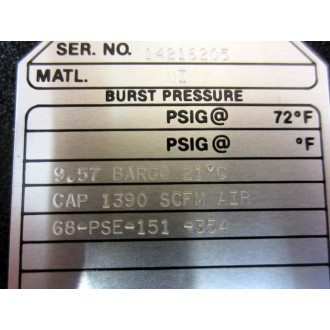 SER. NO. 14216205
MATL. NI
BURST PRESSURE
PSIG@ 72°F
PSIG@ °F
9.57 BARG@ 21°C
CAP 1390 SCFM AIR
68-PSE-151 -354